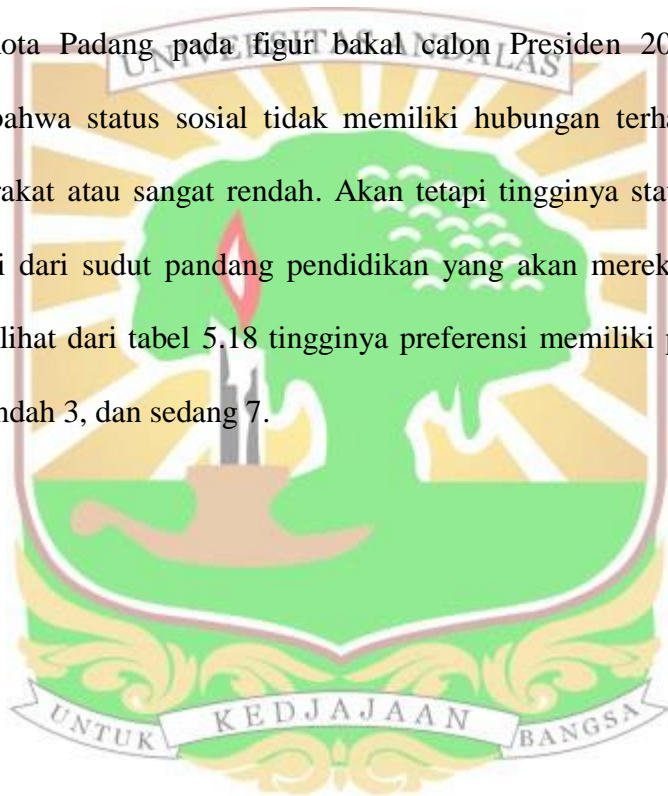 ota Padang pada figur bakal calon Presiden 20
UNIVERSITAS ANDALAS
bahwa status sosial tidak memiliki hubungan terha
rakat atau sangat rendah. Akan tetapi tingginya sta
i dari sudut pandang pendidikan yang akan merek
lihat dari tabel 5.18 tingginya preferensi memiliki p
ndah 3, dan sedang 7.
UNTUK KEDJAJAAN BANGSA